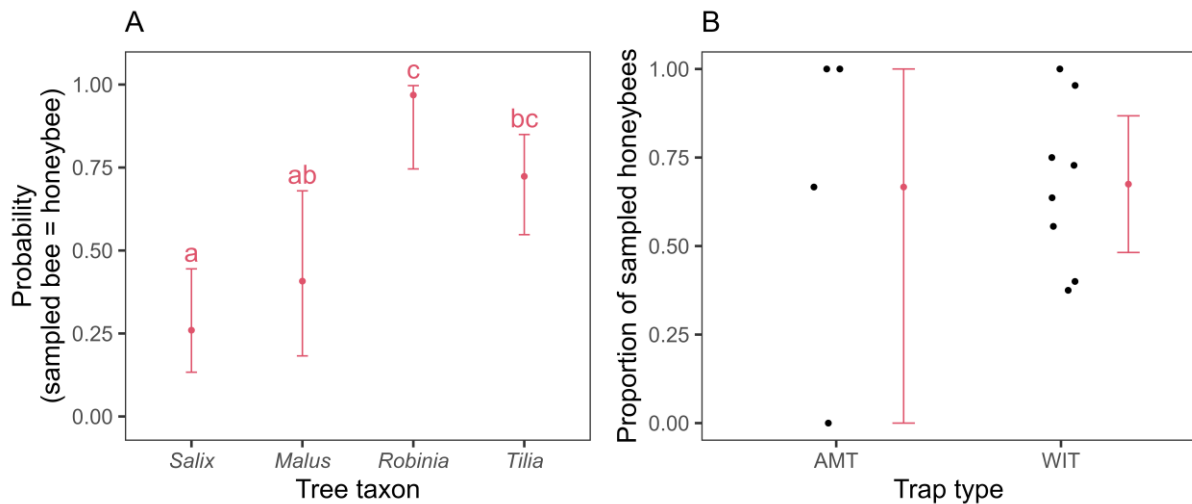 A
Probability
(sampled bee = honeybee)
1.00
0.75
0.50
0.25
0.00
a
ab
c
bc
Salix Malus Robinia Tilia
Tree taxon
B
Proportion of sampled honeybees
1.00
0.75
0.50
0.25
0.00
AMT WIT
Trap type